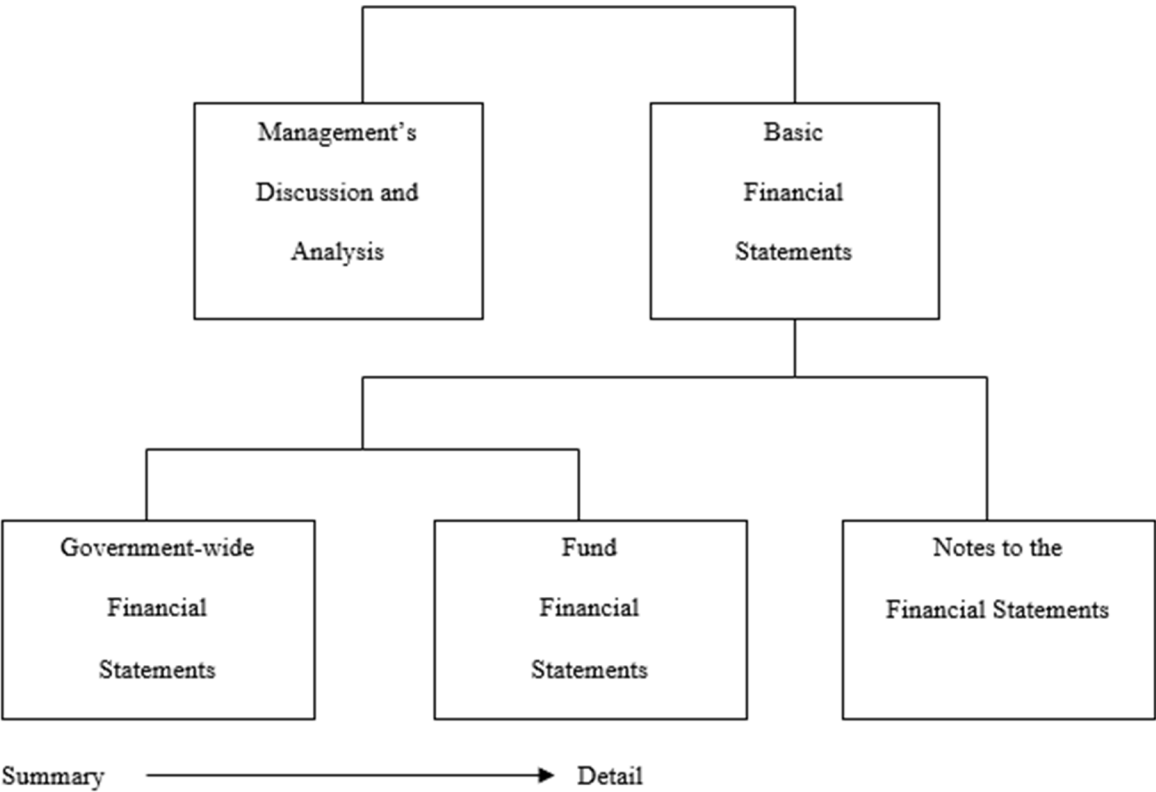 Management’s
Discussion and
Analysis
Basic
Financial
Statements
Government-wide
Financial
Statements
Fund
Financial
Statements
Notes to the
Financial Statements
Summary
Detail